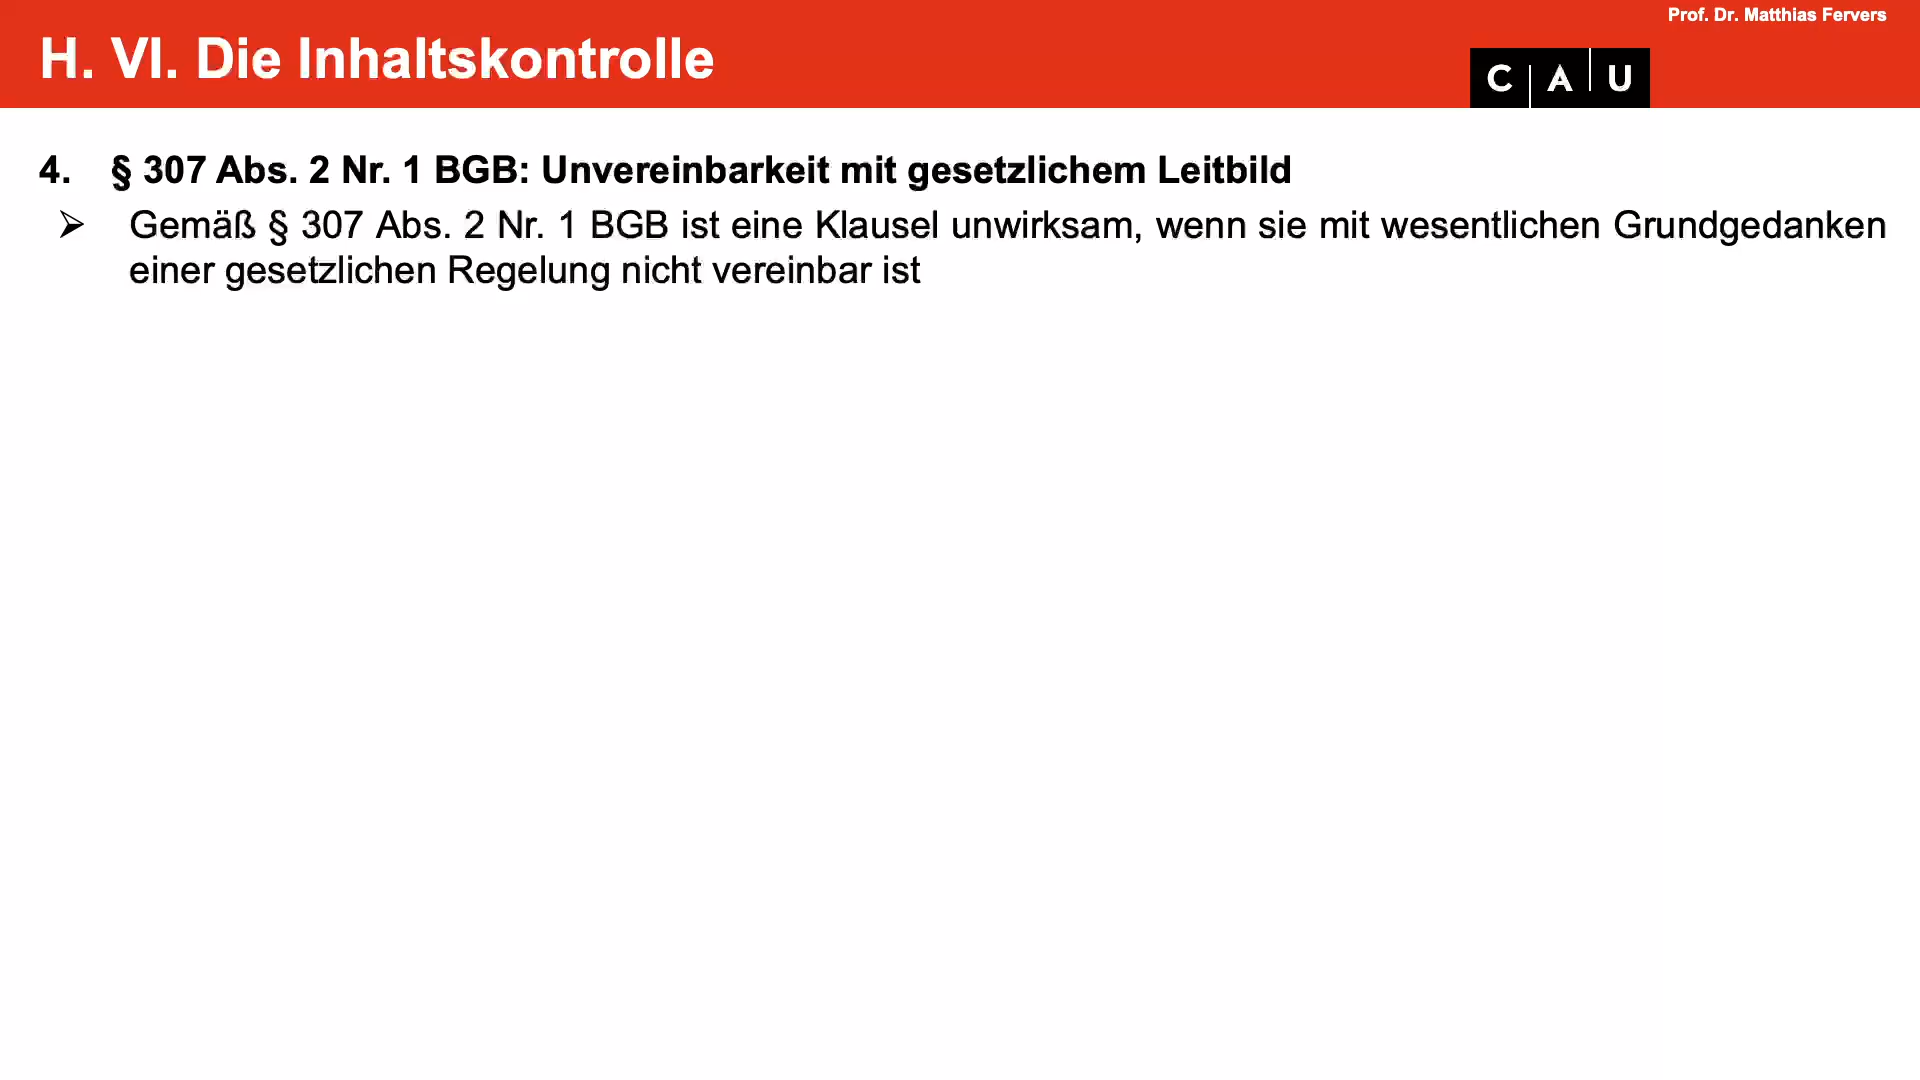 Prof. Dr. Matthias Fervers
H. VI. Die Inhaltskontrolle
C A U
4. § 307 Abs. 2 Nr. 1 BGB: Unvereinbarkeit mit gesetzlichem Leitbild
➢ Gemäß § 307 Abs. 2 Nr. 1 BGB ist eine Klausel unwirksam, wenn sie mit wesentlichen Grundgedanken
einer gesetzlichen Regelung nicht vereinbar ist